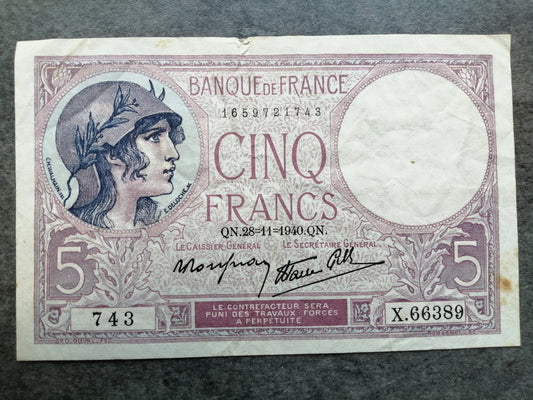 BANQUE DE FRANCE
1659721743
CINQ
FRANCS
QN.28=11=1940.QN.
LE CAISSIER GÉNÉRAL LE SECRÉTAIRE GÉNÉRAL
5 5
743 X.66389
LE CONTREFACTEUR SERA
PUNI DES TRAVAUX FORCÉS
A PERPÉTUITÉ